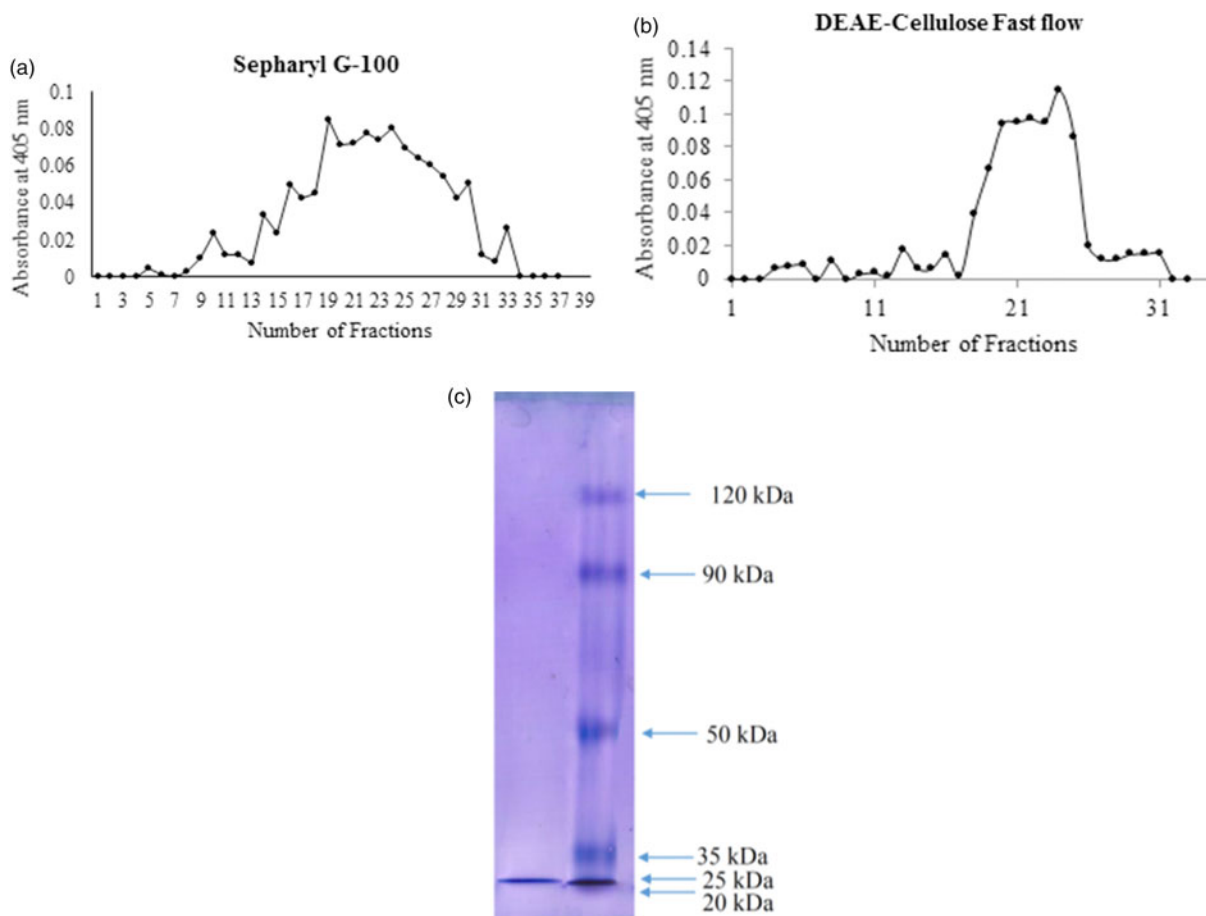 (a)
Sepharyl G-100
Absorbance at 405 nm
0.1
0.08
0.06
0.04
0.02
0
1 3 5 7 9 11 13 15 17 19 21 23 25 27 29 31 33 35 37 39
Number of Fractions
(b)
DEAE-Cellulose Fast flow
Absorbance at 405 nm
0.14
0.12
0.1
0.08
0.06
0.04
0.02
0
1 11 21 31
Number of Fractions
(c)
120 kDa
90 kDa
50 kDa
35 kDa
25 kDa
20 kDa